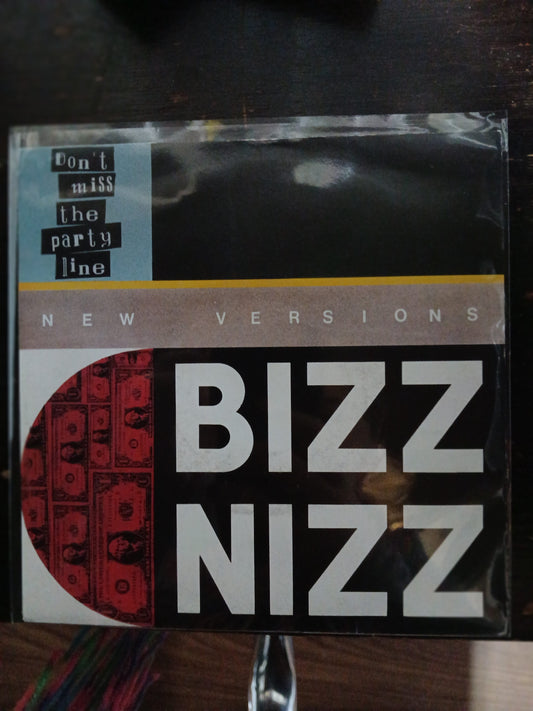 Don't
miss
the
party
line
NEW VERSIONS
BIZZ
NIZZ